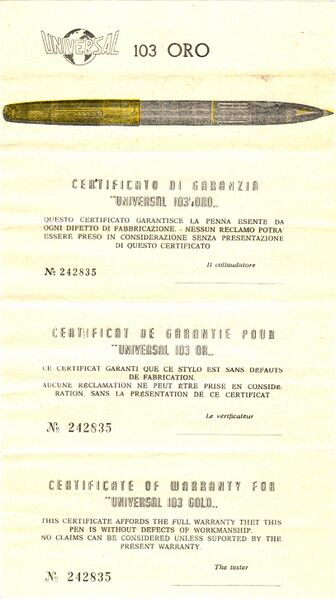 UNIVERSAL
103 ORO
CERTIFICATO DI GARANZIA
"UNIVERSAL 103 ORO„
QUESTO CERTIFICATO GARANTISCE LA PENNA ESENTE DA
OGNI DIFETTO DI FABBRICAZIONE. - NESSUN RECLAMO POTRA'
ESSERE PRESO IN CONSIDERAZIONE SENZA PRESENTAZIONE
DI QUESTO CERTIFICATO
Il collaudatore
№ 242835
CERTIFICAT DE GARANTIE POUR
"UNIVERSAL 103 OR„
CE CERTIFICAT GARANTI QUE CE STYLO EST SANS DEFAUTS
DE FABRICATION.
AUCUNE RECLAMATION NE PEUT ÊTRE PRISE EN CONSIDE-
RATION, SANS LA PRESENTATION DE CE CERTIFICAT
Le verificateur
№ 242835
CERTIFICATE OF WARRANTY FOR
"UNIVERSAL 103 GOLD„
THIS CERTIFICATE AFFORDS THE FULL WARRANTY THET THIS
PEN IS WITHOUT DEFECTS OF WORKMANSHIP.
NO CLAIMS CAN BE CONSIDERED UNLESS SUPORTED BY THE
PRESENT WARRANTY.
The tester
№ 242835